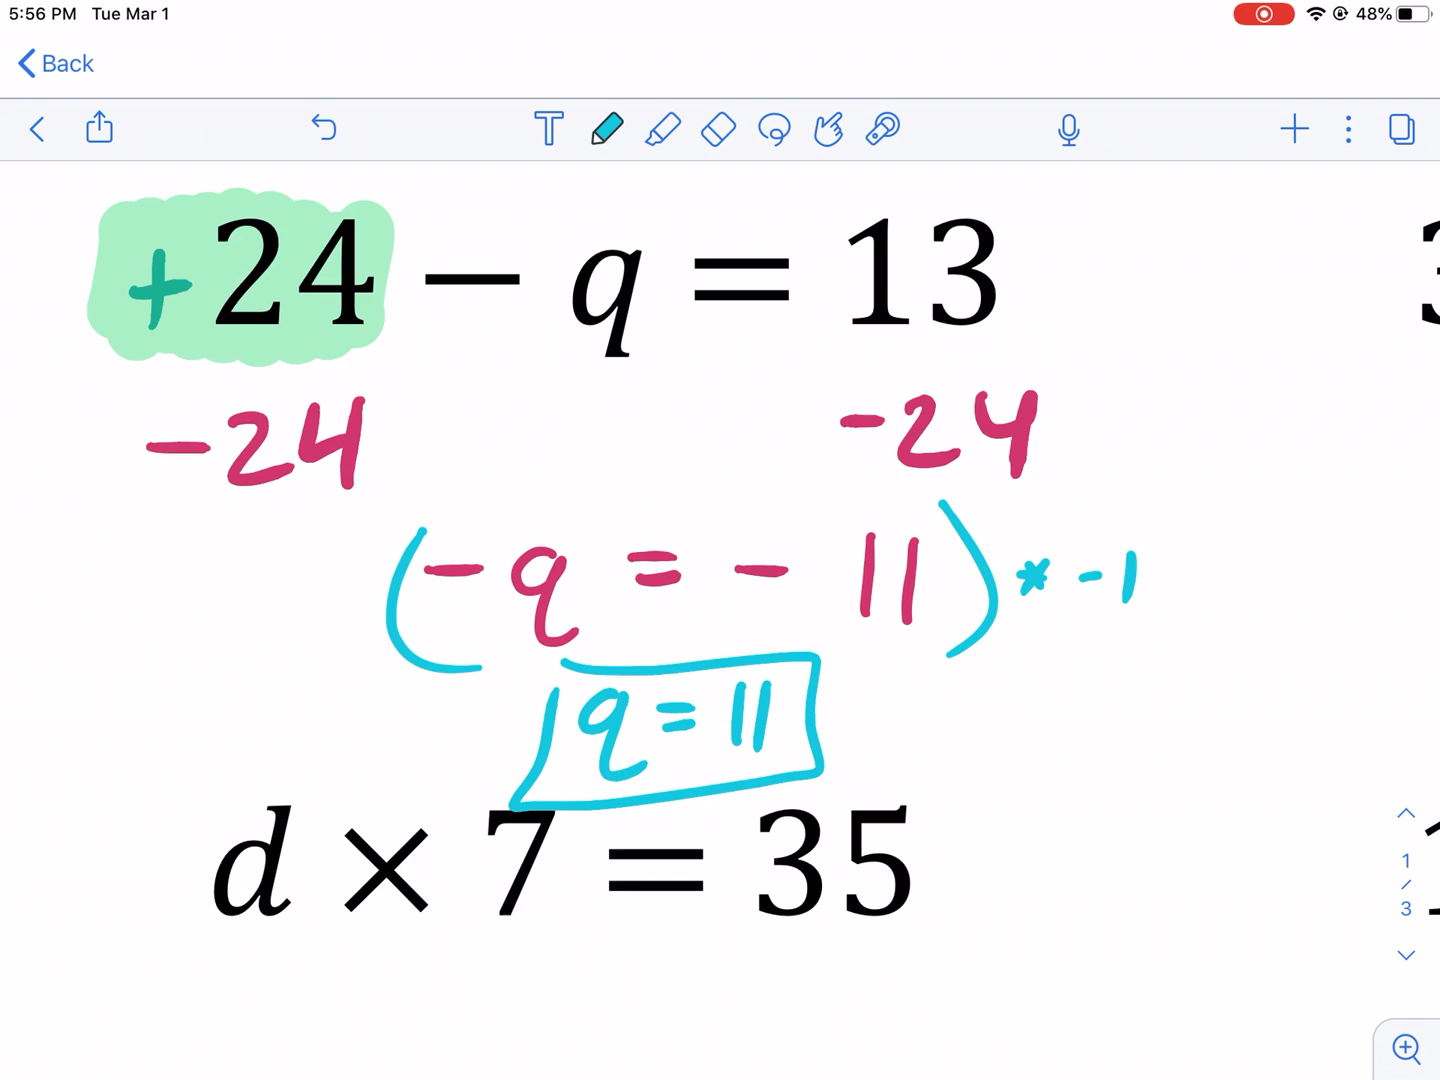 5:56 PM Tue Mar 1 48%
Back
T
+24 − q = 13
-24 -24
(-q = - 11) * -1
q = 11
d × 7 = 35
1
/
3